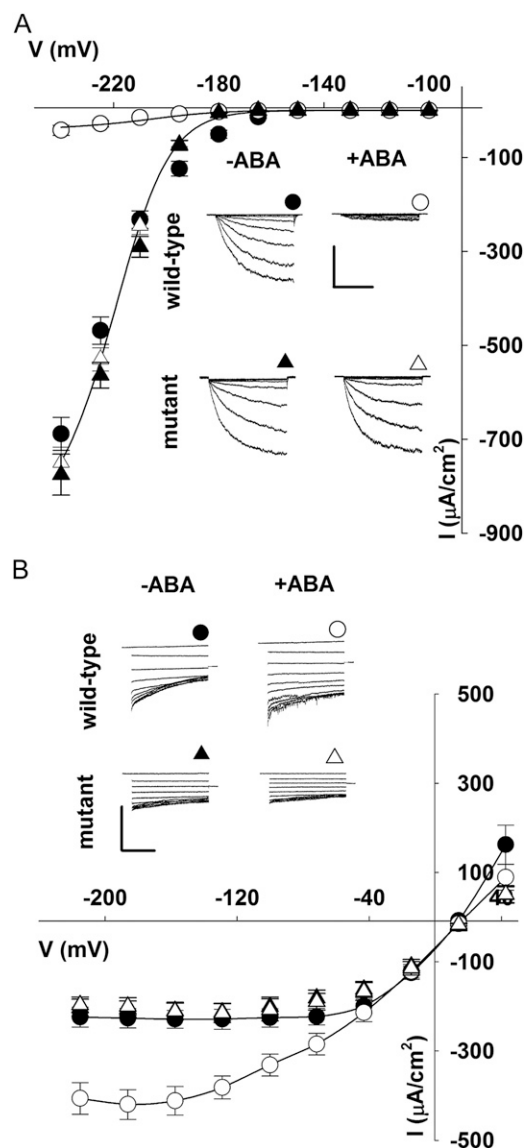 A
V (mV)
-220 -180 -140 -100
-100
-ABA +ABA
wild-type
-300
-500
mutant
-700
I (µA/cm²)
-900
B
-ABA +ABA
wild-type
500
mutant
300
100
-200 -120 -40
V (mV)
-100
-300
I (µA/cm²)
-500